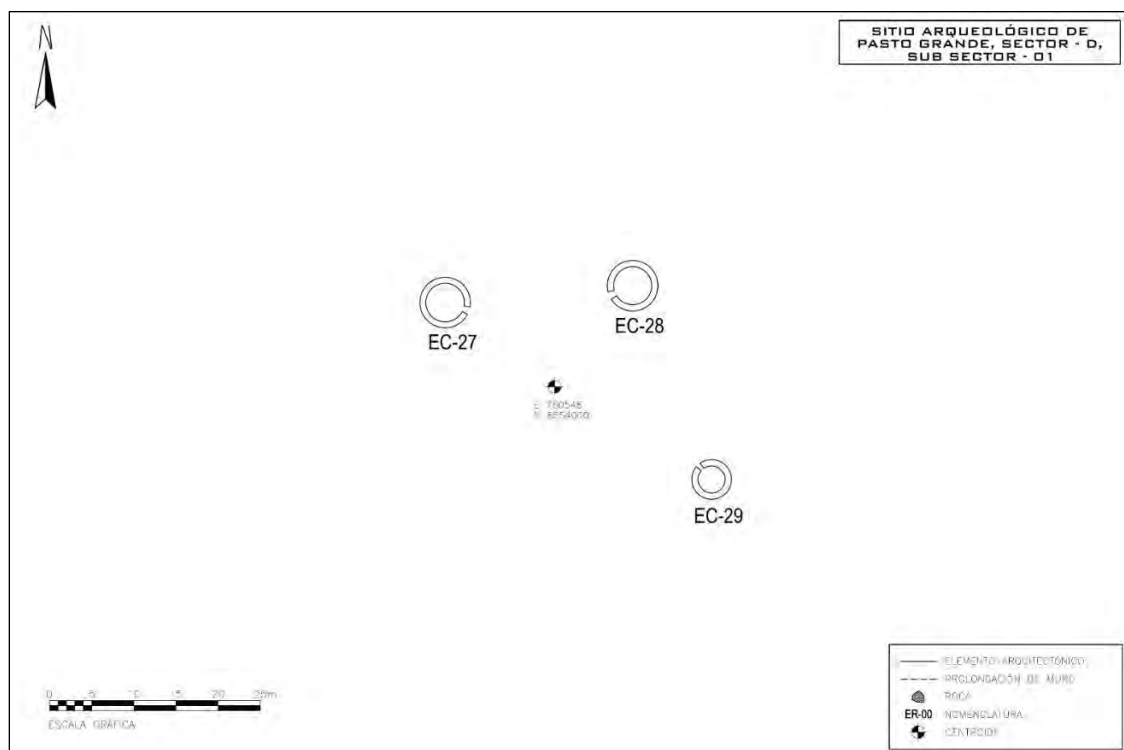 N
SITIO ARQUEOLÓGICO DE
PASTO GRANDE, SECTOR - D,
SUB SECTOR - 01
EC-27
EC-28
EC-29
0 5 10 15 20 25m
ESCALA GRÁFICA
ELEMENTO ARQUITECTÓNICO
PROLONGACIÓN DE MURO
ROCA
ER-00 NOMENCLATURA
CENTROIDE